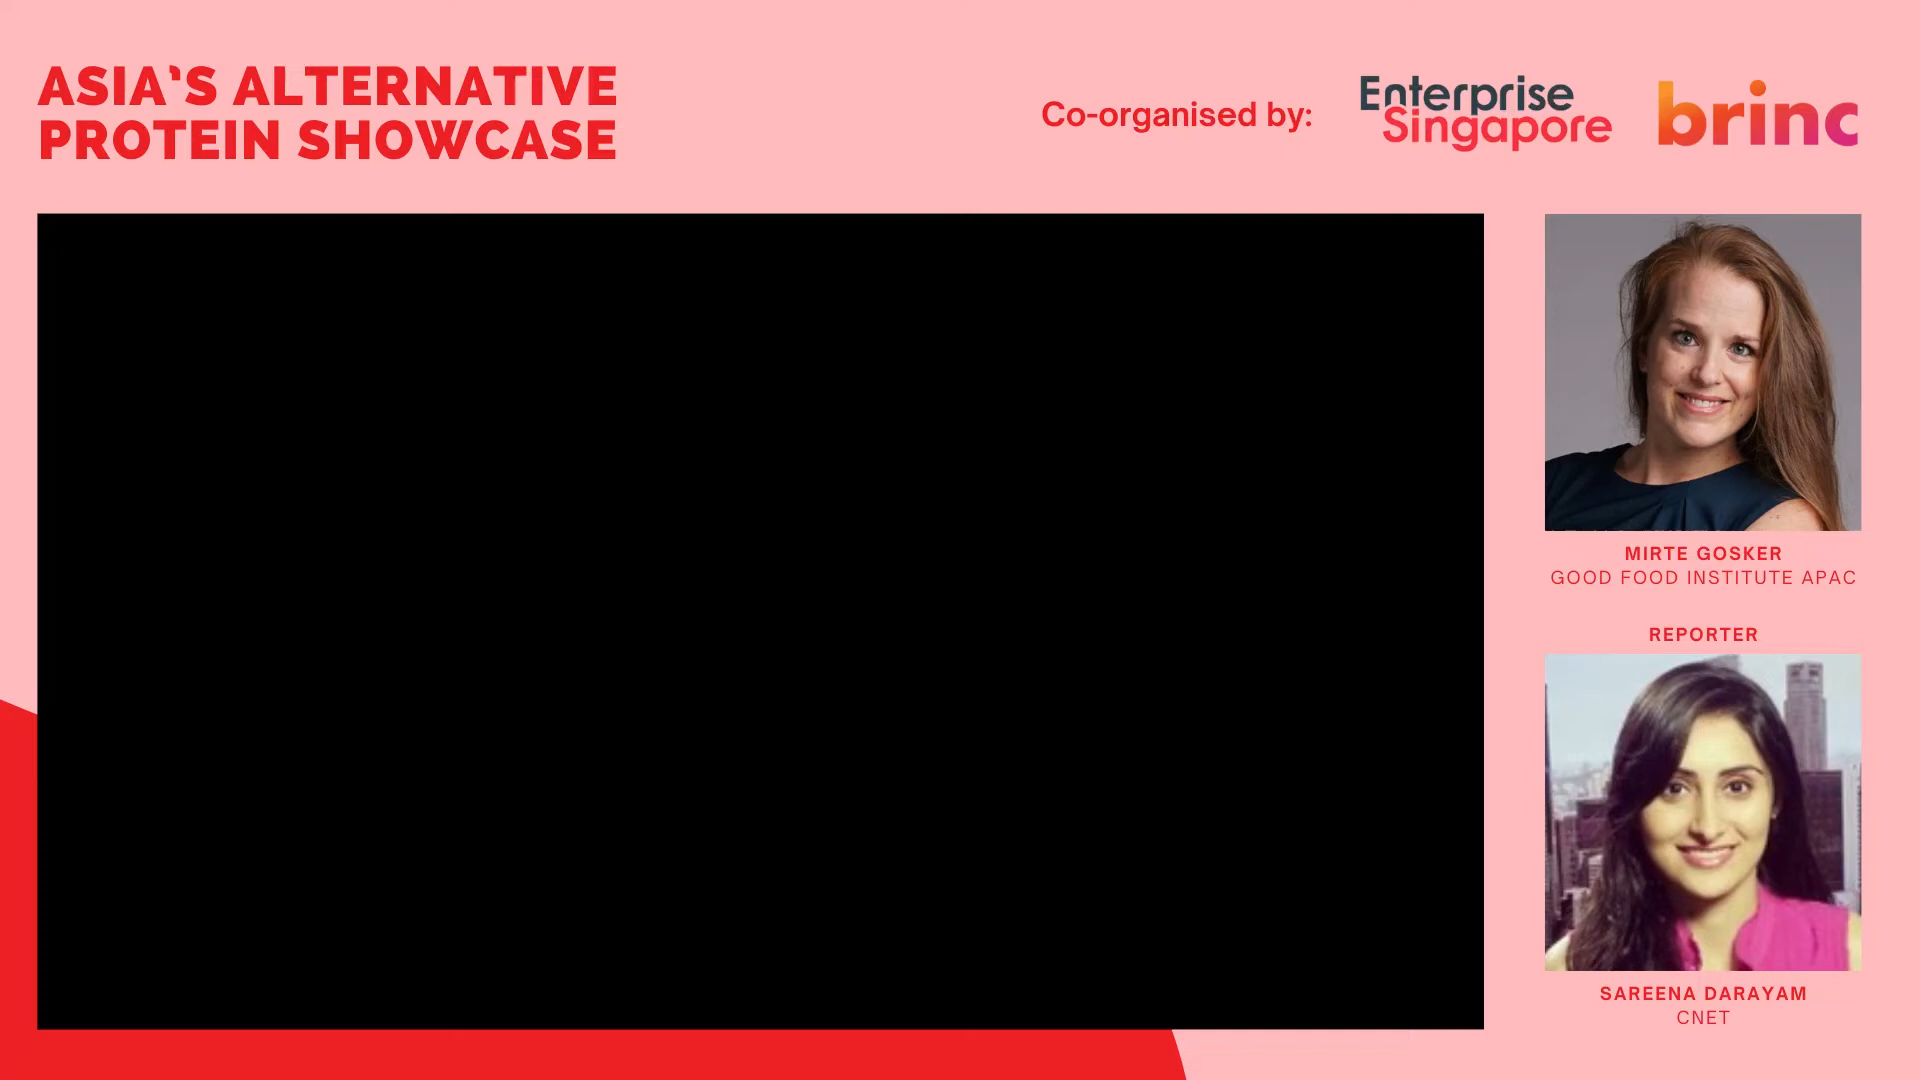 ASIA'S ALTERNATIVE
PROTEIN SHOWCASE
Co-organised by:
Enterprise
Singapore
brinc
MIRTE GOSKER
GOOD FOOD INSTITUTE APAC
REPORTER
SAREENA DARAYAM
CNET